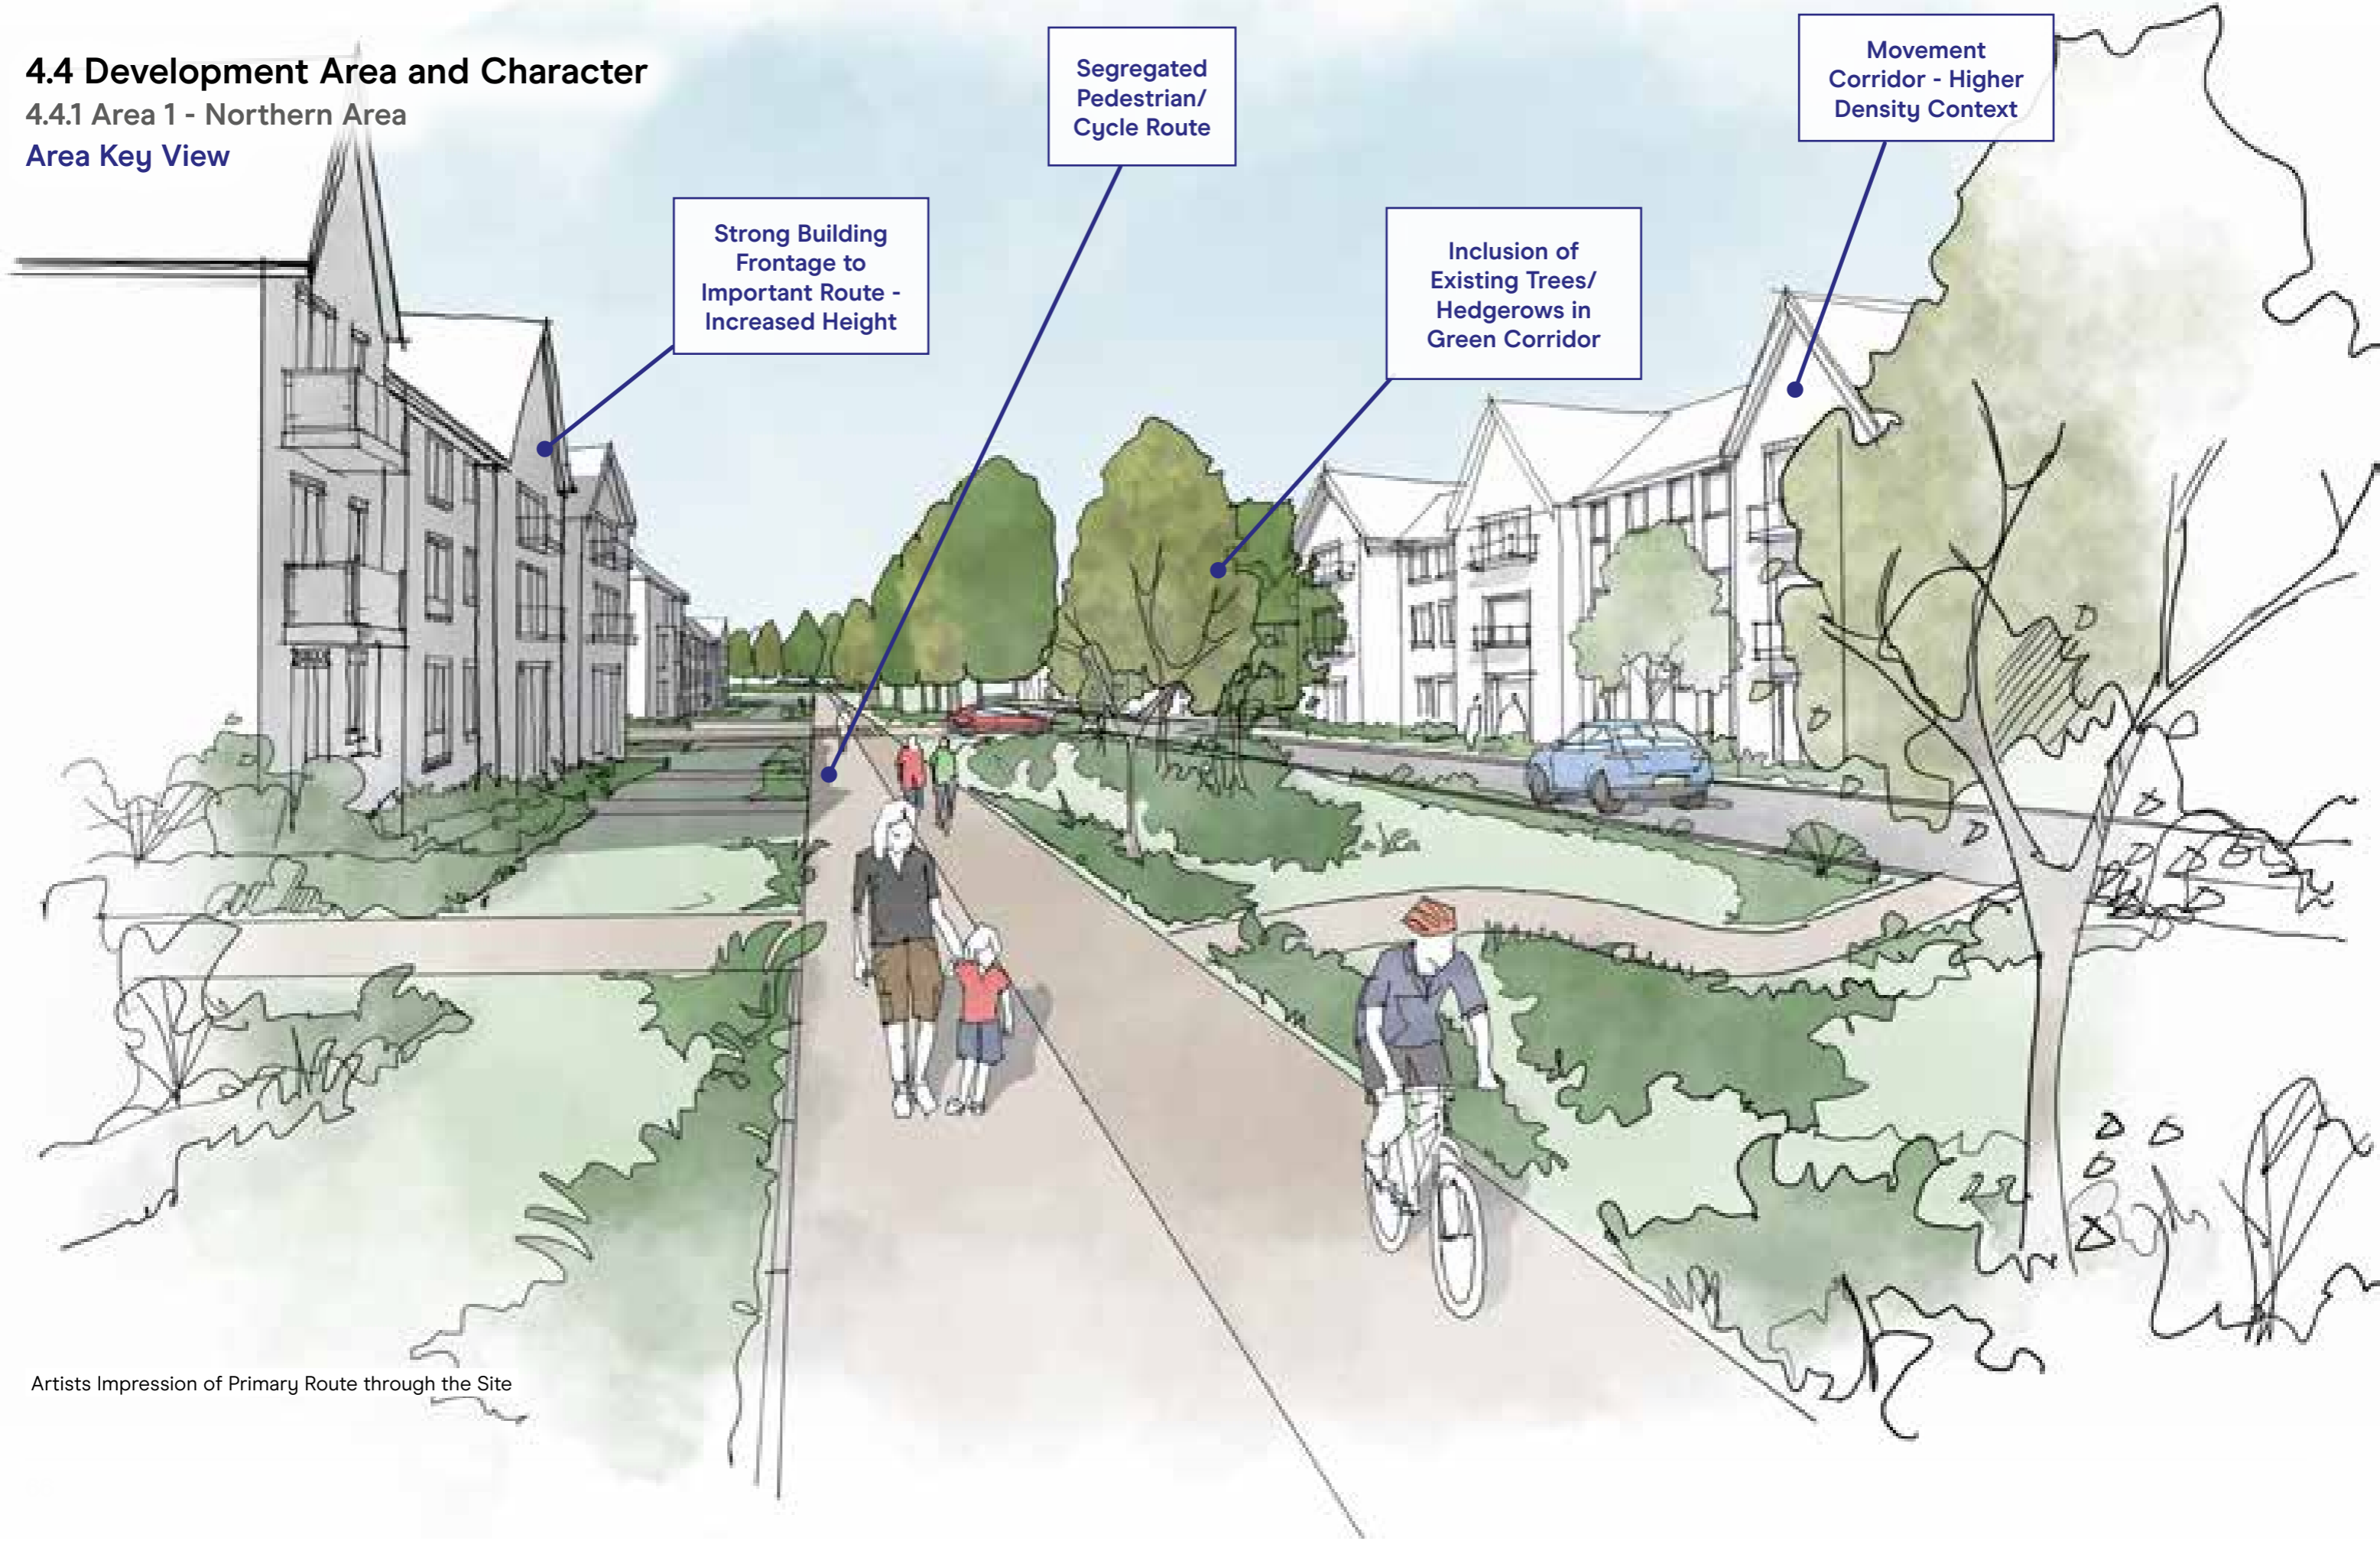 4.4 Development Area and Character
4.4.1 Area 1 - Northern Area
Area Key View
Strong Building
Frontage to
Important Route -
Increased Height
Segregated
Pedestrian/
Cycle Route
Inclusion of
Existing Trees/
Hedgerows in
Green Corridor
Movement
Corridor - Higher
Density Context
Artists Impression of Primary Route through the Site